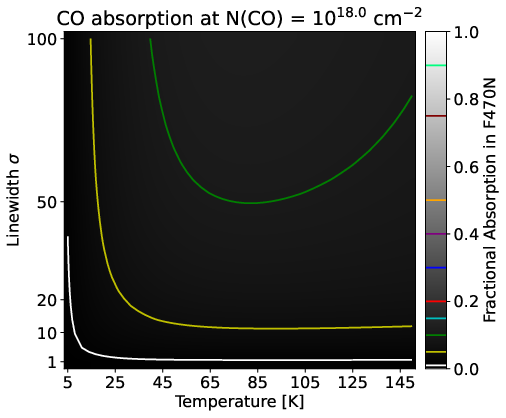 CO absorption at N(CO) = 10^18.0 cm^−2
100
50
20
10
1
Linewidth σ
5 25 45 65 85 105 125 145
Temperature [K]
1.0
0.8
0.6
0.4
0.2
0.0
Fractional Absorption in F470N